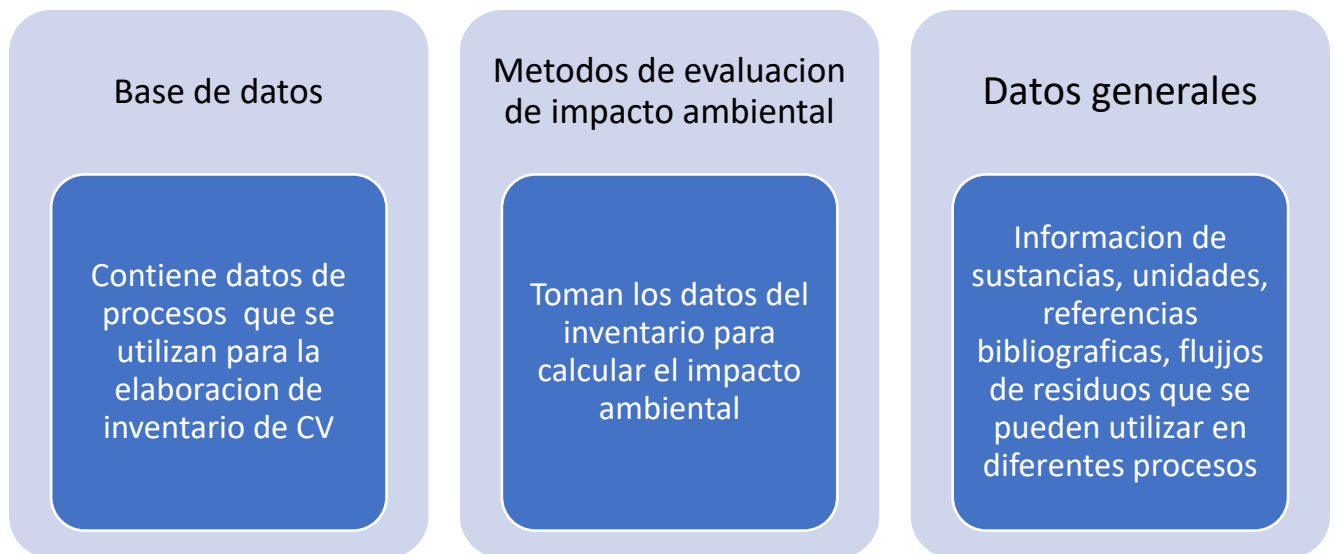 Base de datos
Contiene datos de
procesos que se
utilizan para la
elaboracion de
inventario de CV
Metodos de evaluacion
de impacto ambiental
Toman los datos del
inventario para
calcular el impacto
ambiental
Datos generales
Informacion de
sustancias, unidades,
referencias
bibliograficas, flujjos
de residuos que se
pueden utilizar en
diferentes procesos